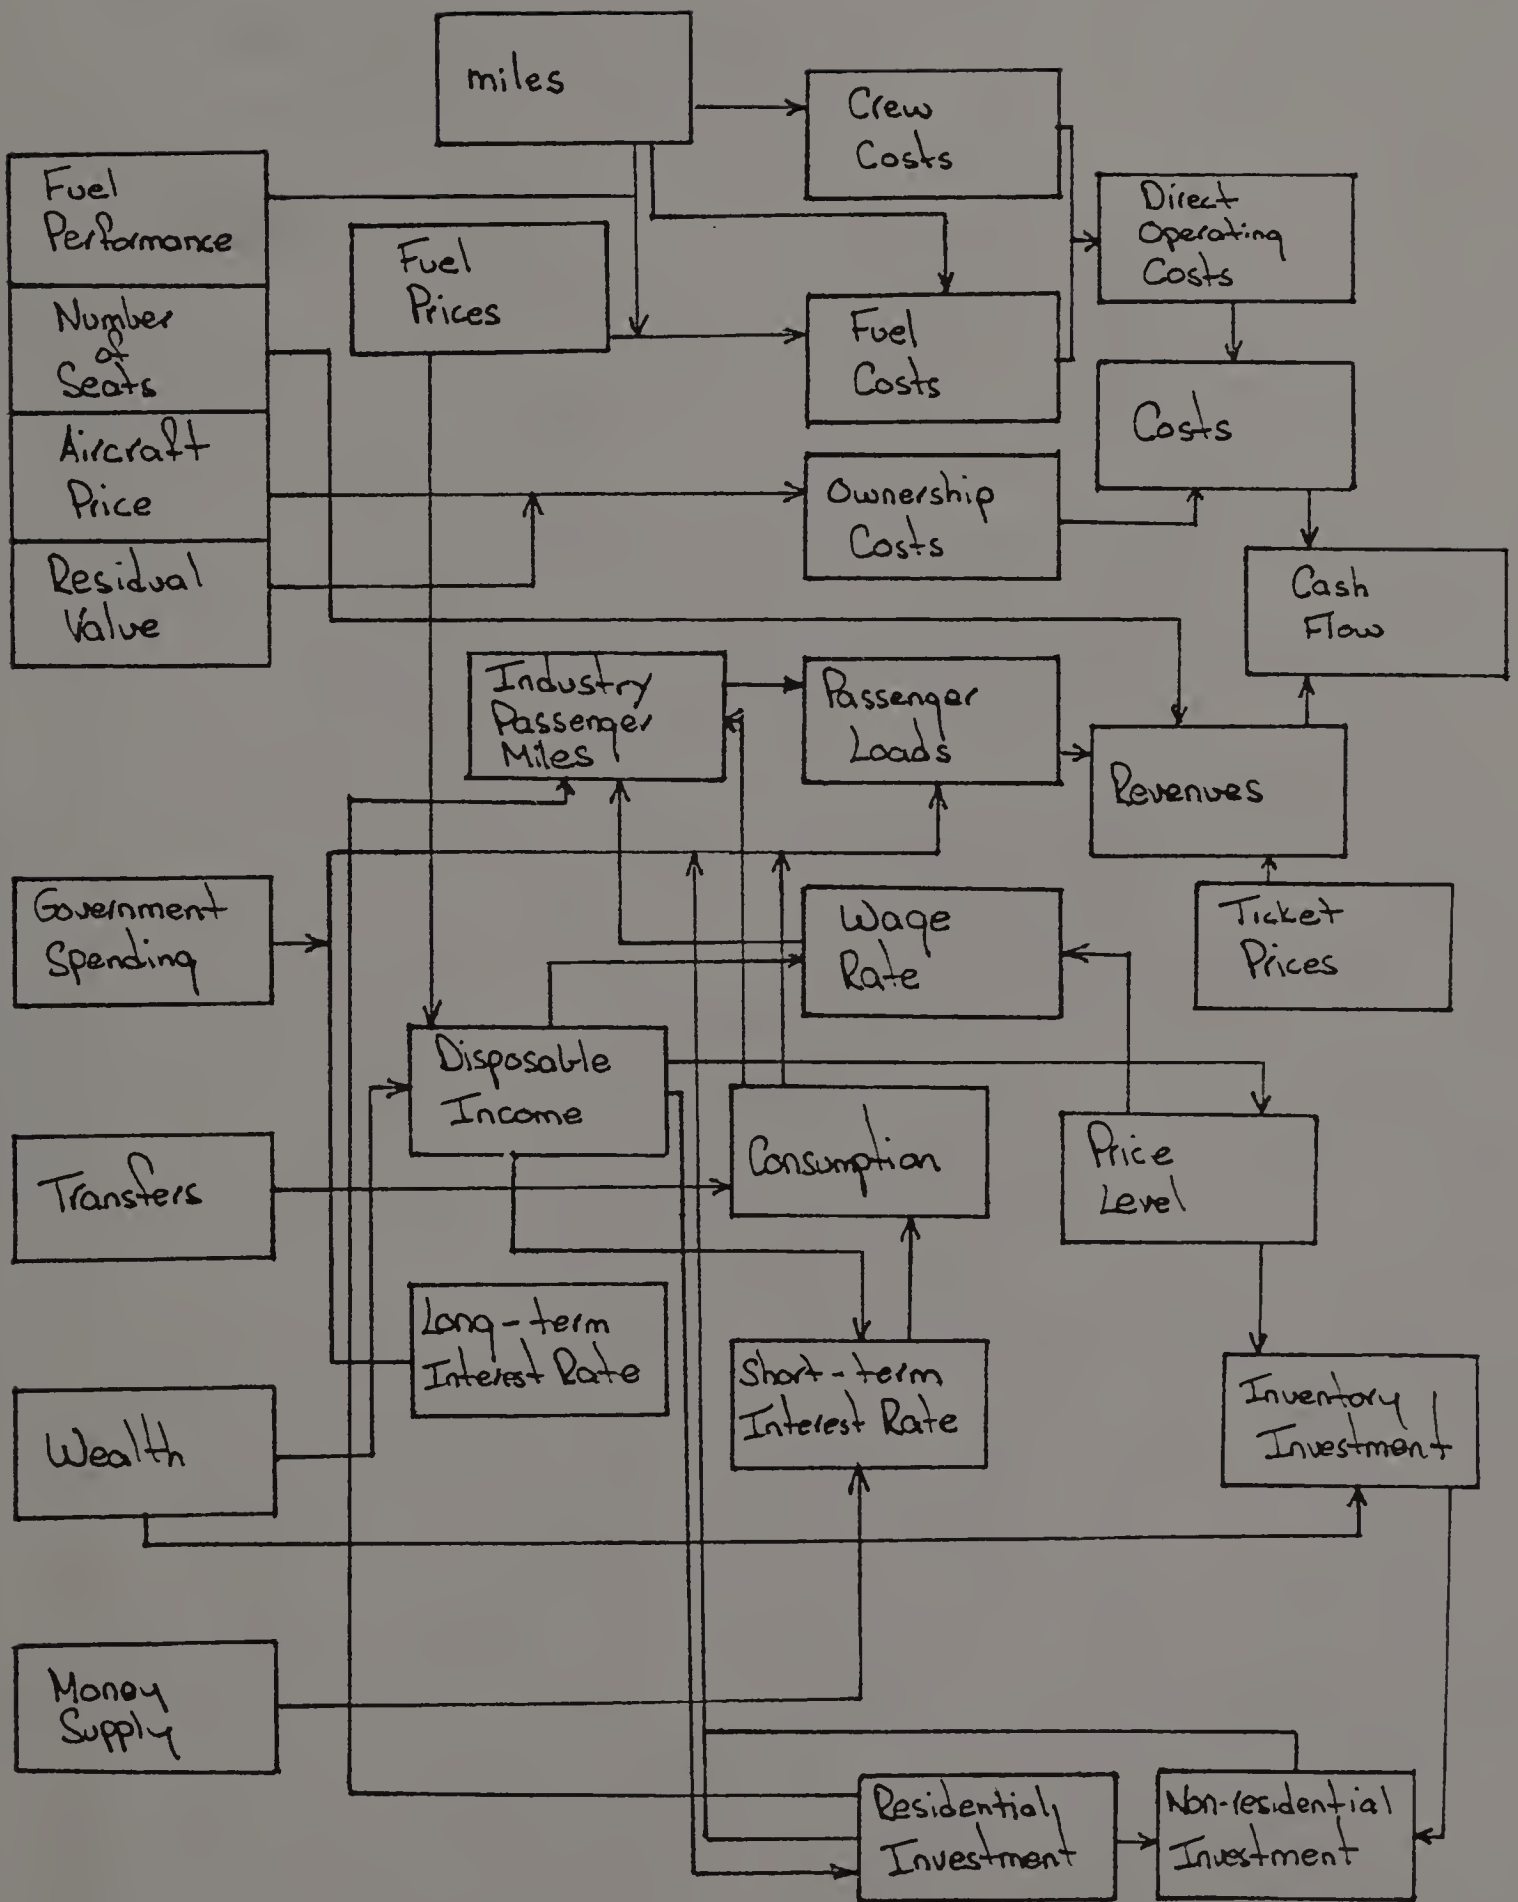 miles
Crew
Costs
Fuel
Performance
Direct
Operating
Costs
Fuel
Prices
Number
of
Seats
Fuel
Costs
Costs
Aircraft
Price
Ownership
Costs
Residual
Value
Cash
Flow
Industry
Passenger
Miles
Passenger
Loads
Revenues
Government
Spending
Wage
Rate
Ticket
Prices
Disposable
Income
Consumption
Price
Level
Transfers
Long-term
Interest Rate
Short-term
Interest Rate
Inventory
Investment
Wealth
Money
Supply
Residential
Investment
Non-residential
Investment